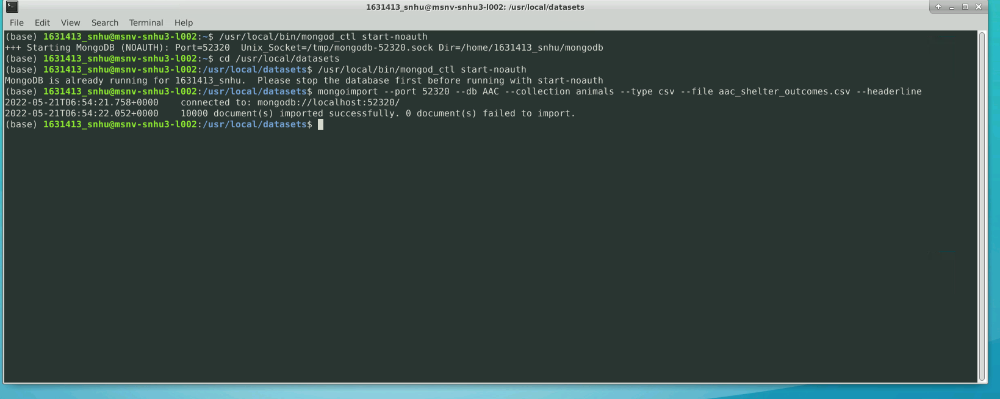 1631413_snhu@msnv-snhu3-l002: /usr/local/datasets
File Edit View Search Terminal Help
(base) 1631413_snhu@msnv-snhu3-l002:~$ /usr/local/bin/mongod_ctl start-noauth
+++ Starting MongoDB (NOAUTH): Port=52320  Unix_Socket=/tmp/mongodb-52320.sock Dir=/home/1631413_snhu/mongodb
(base) 1631413_snhu@msnv-snhu3-l002:~$ cd /usr/local/datasets
(base) 1631413_snhu@msnv-snhu3-l002:/usr/local/datasets$ /usr/local/bin/mongod_ctl start-noauth
MongoDB is already running for 1631413_snhu.  Please stop the database first before running with start-noauth
(base) 1631413_snhu@msnv-snhu3-l002:/usr/local/datasets$ mongoimport --port 52320 --db AAC --collection animals --type csv --file aac_shelter_outcomes.csv --headerline
2022-05-21T06:54:21.758+0000    connected to: mongodb://localhost:52320/
2022-05-21T06:54:22.052+0000    10000 document(s) imported successfully. 0 document(s) failed to import.
(base) 1631413_snhu@msnv-snhu3-l002:/usr/local/datasets$